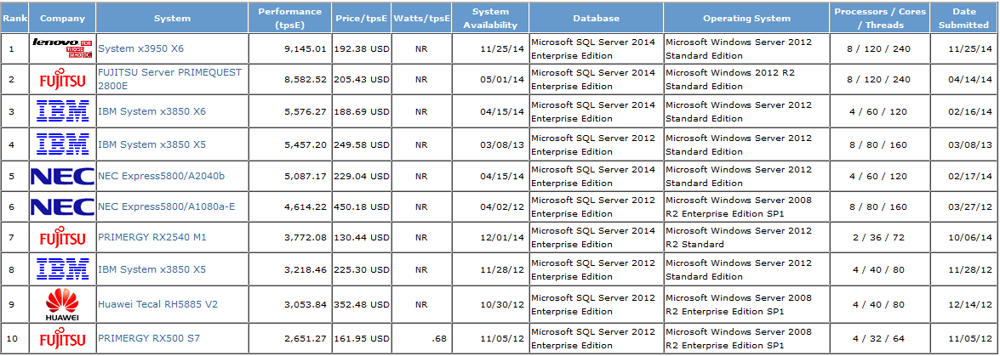 Rank Company System Performance (tpsE) Price/tpsE Watts/tpsE System Availability Database Operating System Processors / Cores / Threads Date Submitted
1 lenovo FOR THOSE WHO DO. System x3950 X6 9,145.01 192.38 USD NR 11/25/14 Microsoft SQL Server 2014 Enterprise Edition Microsoft Windows Server 2012 Standard Edition 8 / 120 / 240 11/25/14
2 FUJITSU FUJITSU Server PRIMEQUEST 2800E 8,582.52 205.43 USD NR 05/01/14 Microsoft SQL Server 2014 Enterprise Edition Microsoft Windows 2012 R2 Standard Edition 8 / 120 / 240 04/14/14
3 IBM IBM System x3850 X6 5,576.27 188.69 USD NR 04/15/14 Microsoft SQL Server 2014 Enterprise Edition Microsoft Windows Server 2012 Standard Edition 4 / 60 / 120 02/16/14
4 IBM IBM System x3850 X5 5,457.20 249.58 USD NR 03/08/13 Microsoft SQL Server 2012 Enterprise Edition Microsoft Windows Server 2012 Standard Edition 8 / 80 / 160 03/08/13
5 NEC NEC Express5800/A2040b 5,087.17 229.04 USD NR 04/15/14 Microsoft SQL Server 2014 Enterprise Edition Microsoft Windows Server 2012 Standard Edition 4 / 60 / 120 02/17/14
6 NEC NEC Express5800/A1080a-E 4,614.22 450.18 USD NR 04/02/12 Microsoft SQL Server 2012 Enterprise Edition Microsoft Windows Server 2008 R2 Enterprise Edition SP1 8 / 80 / 160 03/27/12
7 FUJITSU PRIMERGY RX2540 M1 3,772.08 130.44 USD NR 12/01/14 Microsoft SQL Server 2014 Enterprise Edition Microsoft Windows Server 2012 R2 Standard 2 / 36 / 72 10/06/14
8 IBM IBM System x3850 X5 3,218.46 225.30 USD NR 11/28/12 Microsoft SQL Server 2012 Enterprise Edition Microsoft Windows Server 2012 Standard Edition 4 / 40 / 80 11/28/12
9 HUAWEI Huawei Tecal RH5885 V2 3,053.84 352.48 USD NR 10/30/12 Microsoft SQL Server 2012 Enterprise Edition Microsoft Windows Server 2008 R2 Enterprise Edition SP1 4 / 40 / 80 12/14/12
10 FUJITSU PRIMERGY RX500 S7 2,651.27 161.95 USD .68 11/05/12 Microsoft SQL Server 2012 Enterprise Edition Microsoft Windows Server 2008 R2 Enterprise Edition SP1 4 / 32 / 64 11/05/12